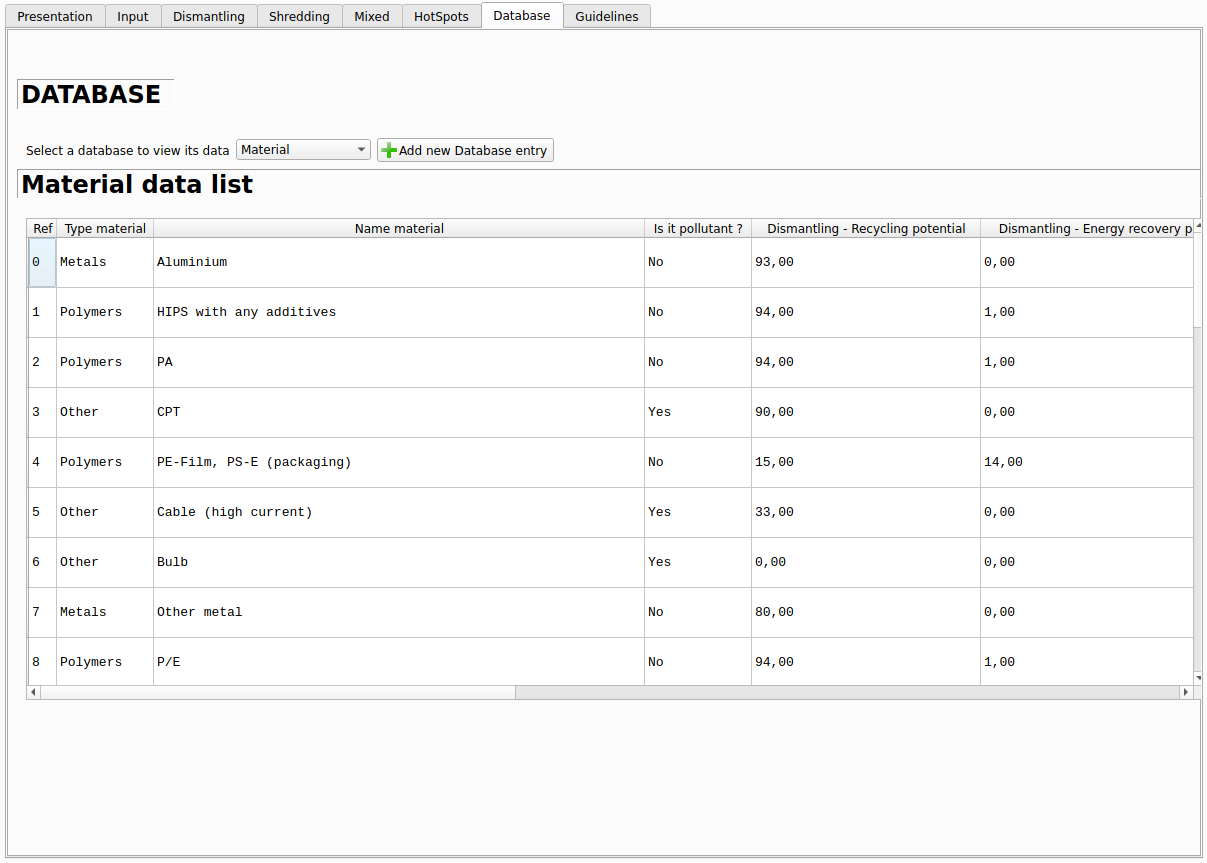 Presentation Input Dismantling Shredding Mixed HotSpots Database Guidelines
DATABASE
Select a database to view its data Material Add new Database entry
Material data list
Ref Type material Name material Is it pollutant ? Dismantling - Recycling potential Dismantling - Energy recovery p
0 Metals Aluminium No 93,00 0,00
1 Polymers HIPS with any additives No 94,00 1,00
2 Polymers PA No 94,00 1,00
3 Other CPT Yes 90,00 0,00
4 Polymers PE-Film, PS-E (packaging) No 15,00 14,00
5 Other Cable (high current) Yes 33,00 0,00
6 Other Bulb Yes 0,00 0,00
7 Metals Other metal No 80,00 0,00
8 Polymers P/E No 94,00 1,00